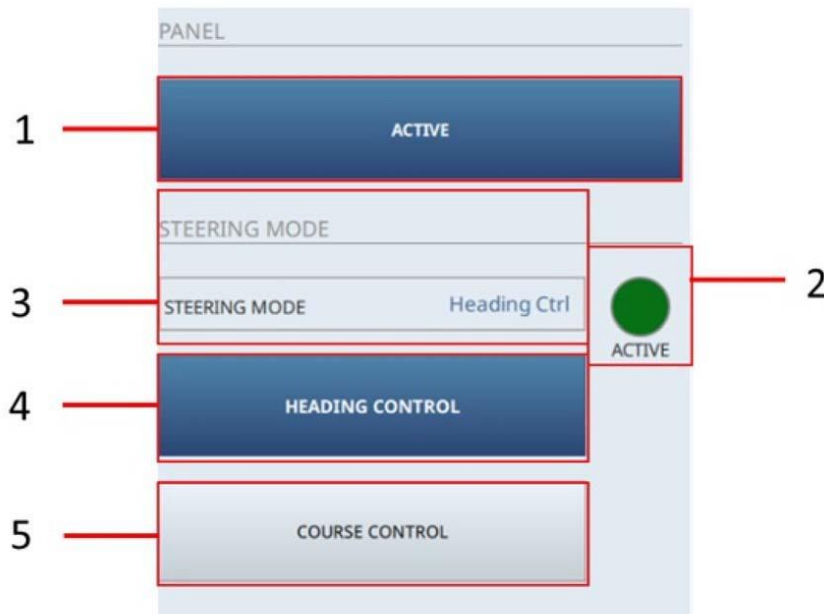 PANEL
1
ACTIVE
STEERING MODE
2
3
STEERING MODE Heading Ctrl
ACTIVE
4
HEADING CONTROL
5
COURSE CONTROL